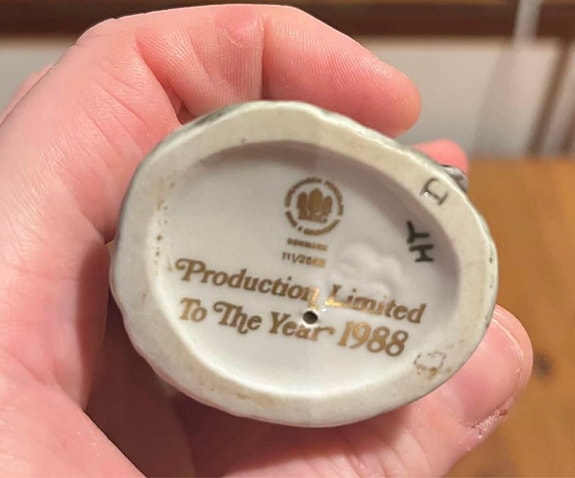 DENMARK
Production Limited
To The Year 1988
HY I